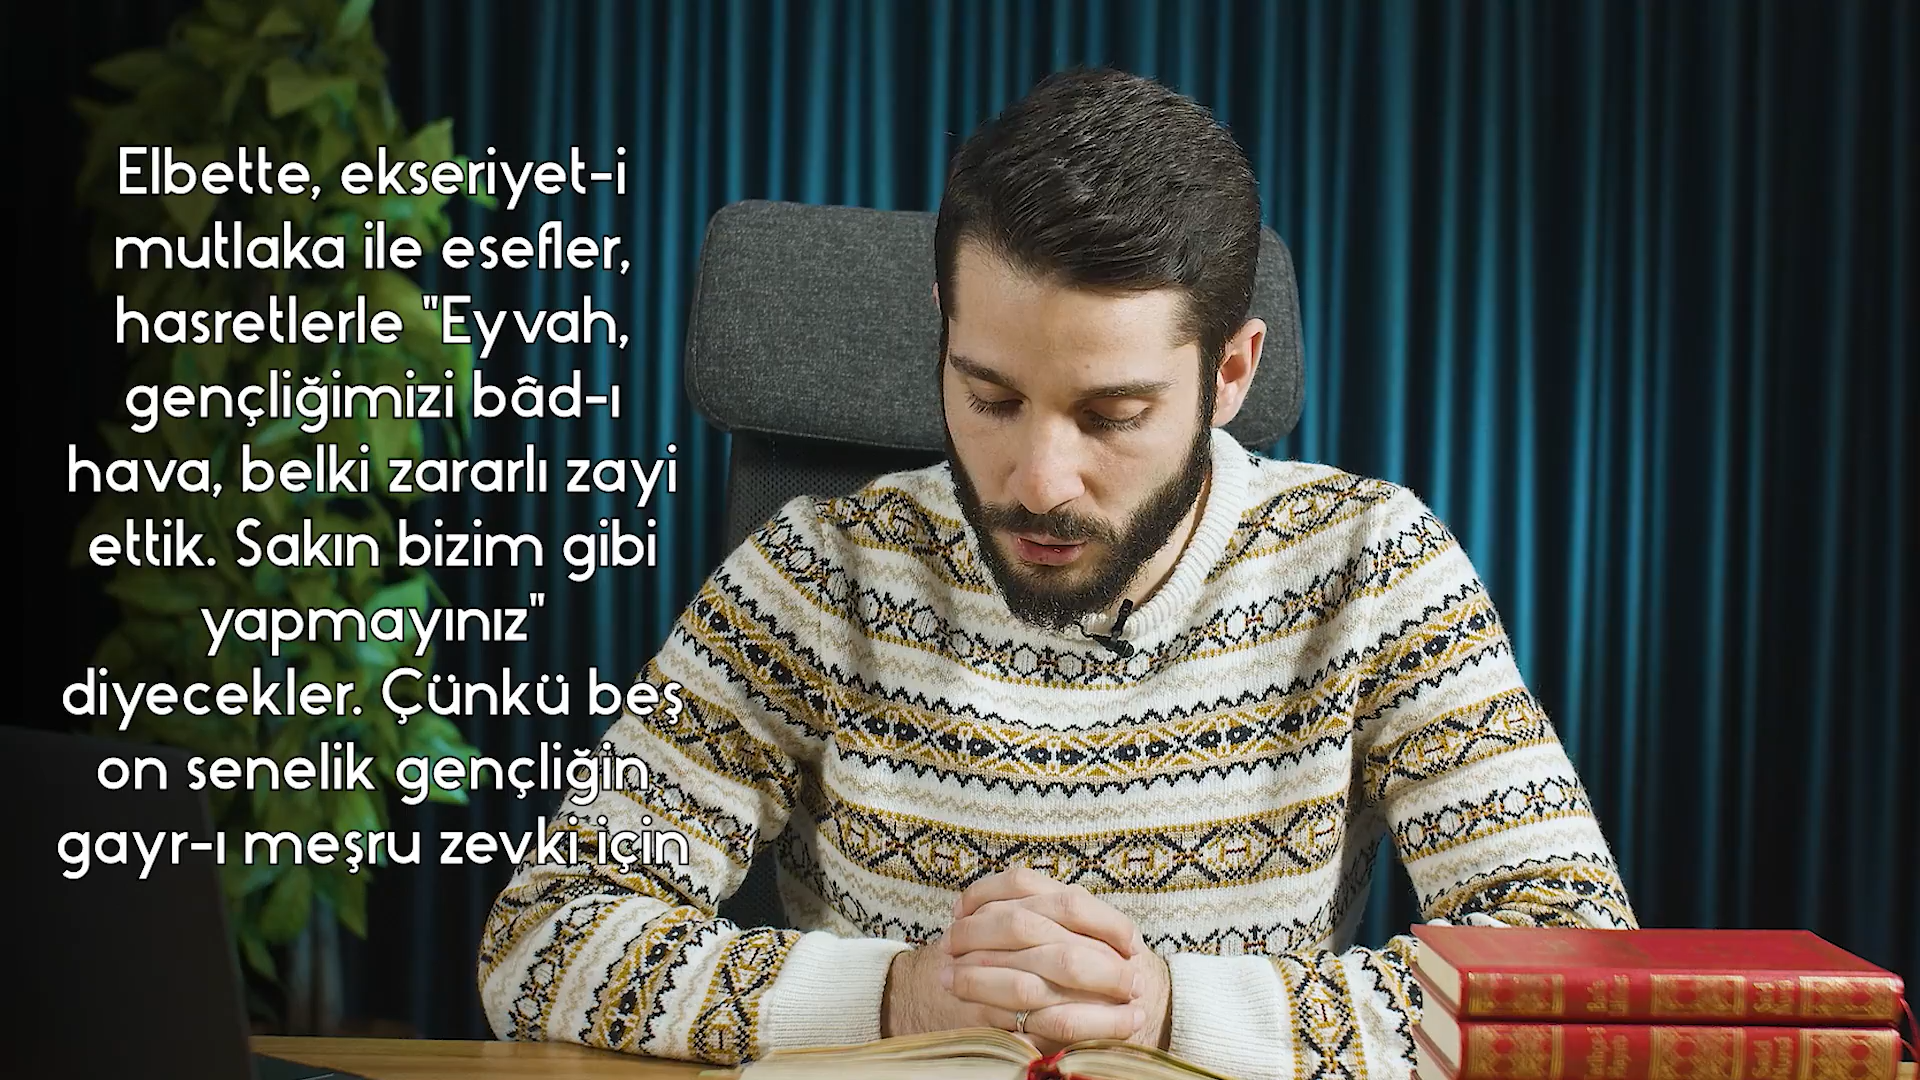 Elbette, ekseriyet-i
mutlaka ile esefler,
hasretlerle "Eyvah,
gençliğimizi bâd-ı
hava, belki zararlı zayi
ettik. Sakın bizim gibi
yapmayınız"
diyecekler. Çünkü beş
on senelik gençliğin
gayr-ı meşru zevki için